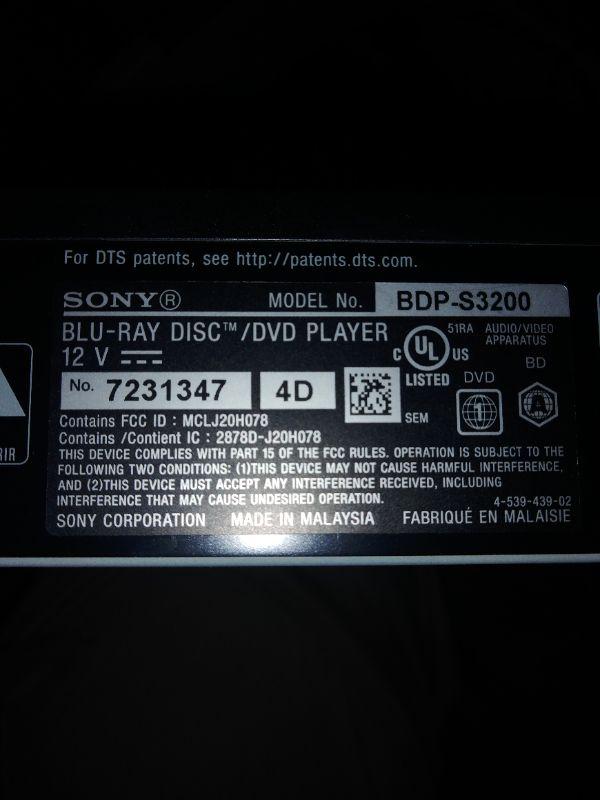 For DTS patents, see http://patents.dts.com.
SONY® MODEL No. BDP-S3200
BLU-RAY DISC™/DVD PLAYER
12 V
C UL US
LISTED
51RA AUDIO/VIDEO
APPARATUS
DVD BD
1
No. 7231347 4D
SEM
Contains FCC ID : MCLJ20H078
Contains /Contient IC : 2878D-J20H078
THIS DEVICE COMPLIES WITH PART 15 OF THE FCC RULES. OPERATION IS SUBJECT TO THE
FOLLOWING TWO CONDITIONS: (1)THIS DEVICE MAY NOT CAUSE HARMFUL INTERFERENCE,
AND (2)THIS DEVICE MUST ACCEPT ANY INTERFERENCE RECEIVED, INCLUDING
INTERFERENCE THAT MAY CAUSE UNDESIRED OPERATION.
4-539-439-02
SONY CORPORATION MADE IN MALAYSIA FABRIQUÉ EN MALAISIE